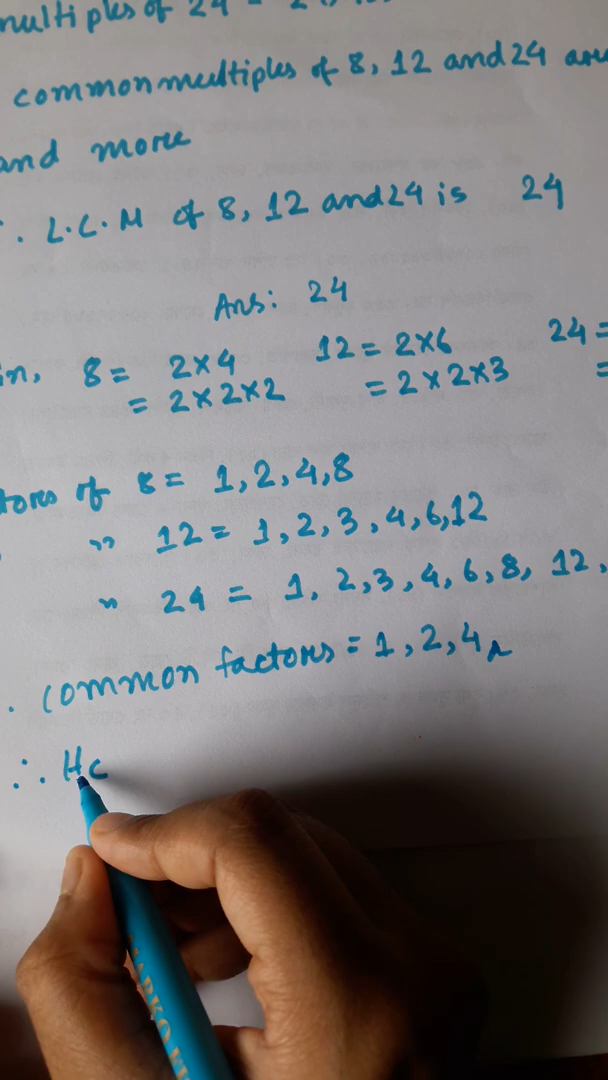 multiples of 24 =
common multiples of 8, 12 and 24 are
and more
∴ L.C.M of 8, 12 and 24 is 24
Ans: 24
in, 8 = 2×4 12 = 2×6 24 =
= 2×2×2 = 2×2×3 =
tors of 8 = 1, 2, 4, 8
" 12 = 1, 2, 3, 4, 6, 12
" 24 = 1, 2, 3, 4, 6, 8, 12,
. Common factors = 1, 2, 4,
∴ Hc